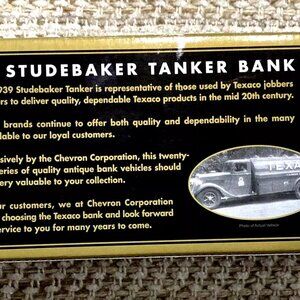 STUDEBAKER TANKER BANK
939 Studebaker Tanker is representative of those used by Texaco jobbers
ers to deliver quality, dependable Texaco products in the mid 20th century.
brands continue to offer both quality and dependability in the many
lable to our loyal customers.
usively by the Chevron Corporation, this twenty-
eries of quality antique bank vehicles should
very valuable to your collection.
ur customers, we at Chevron Corporation
choosing the Texaco bank and look forward
service to you for many years to come.
TEXA
Photo of Actual Vehicle